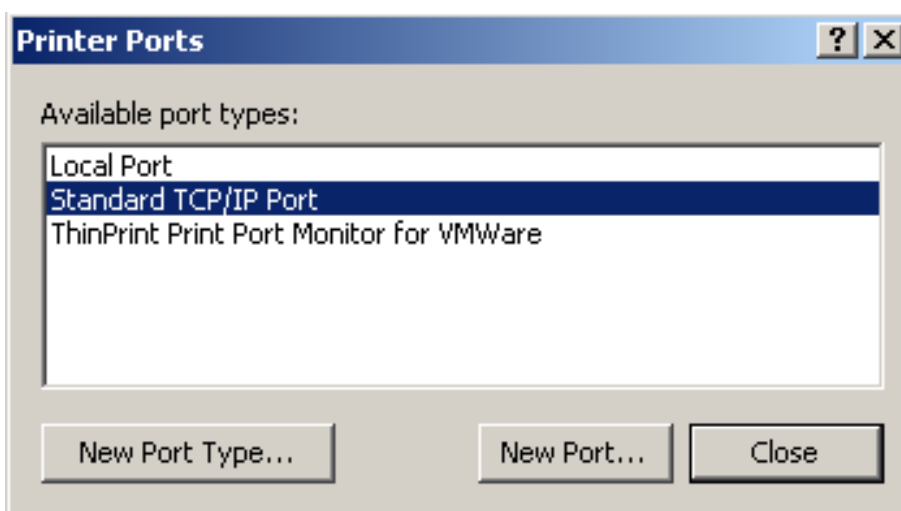 Printer Ports
Available port types:
Local Port
Standard TCP/IP Port
ThinPrint Print Port Monitor for VMWare
New Port Type... New Port... Close